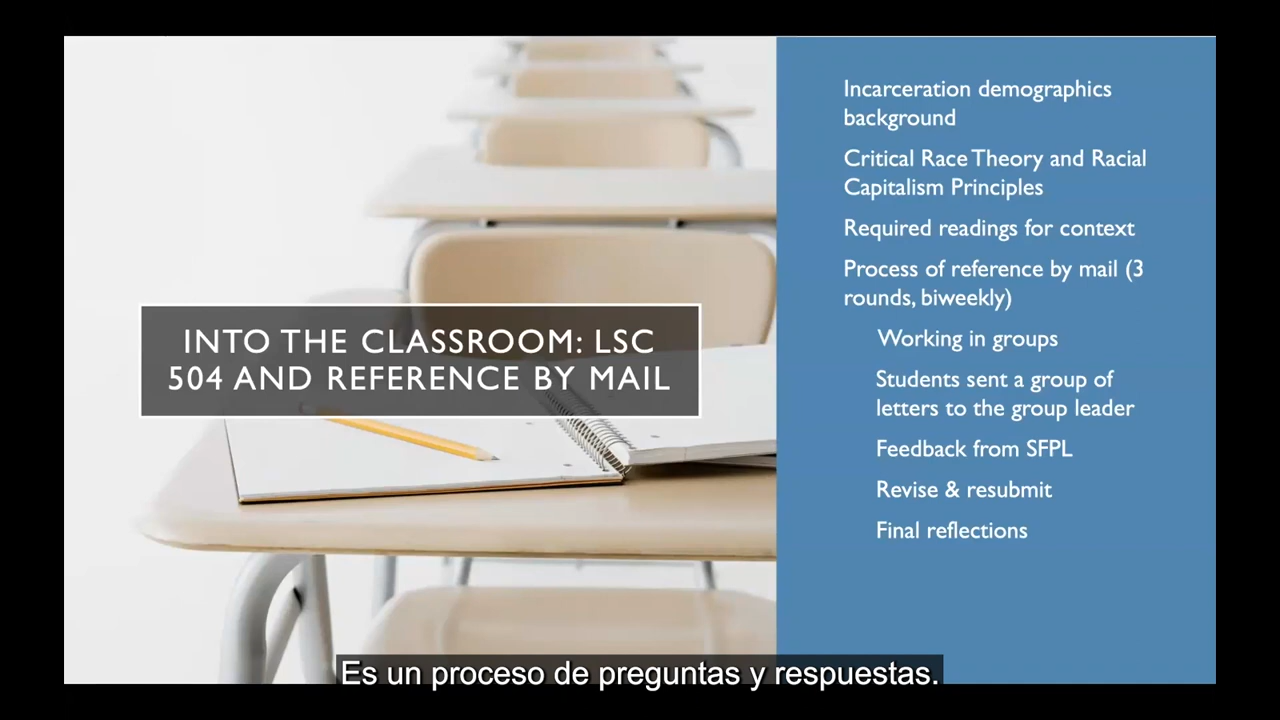 INTO THE CLASSROOM: LSC
504 AND REFERENCE BY MAIL
Incarceration demographics
background
Critical Race Theory and Racial
Capitalism Principles
Required readings for context
Process of reference by mail (3
rounds, biweekly)
Working in groups
Students sent a group of
letters to the group leader
Feedback from SFPL
Revise & resubmit
Final reflections
Es un proceso de preguntas y respuestas.